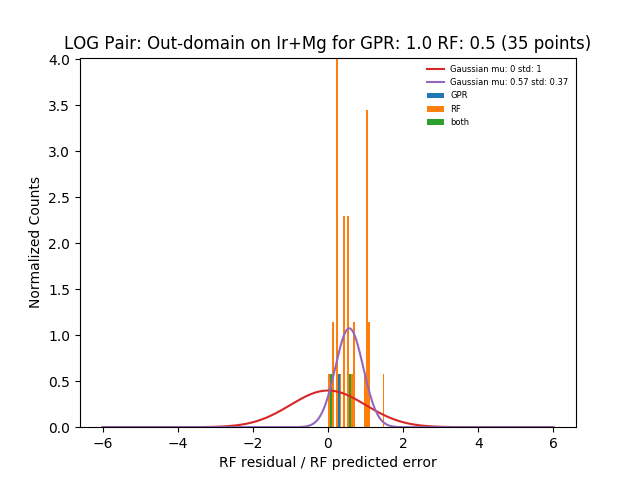 LOG Pair: Out-domain on Ir+Mg for GPR: 1.0 RF: 0.5 (35 points)
Gaussian mu: 0 std: 1
Gaussian mu: 0.57 std: 0.37
GPR
RF
both
Normalized Counts
4.0
3.5
3.0
2.5
2.0
1.5
1.0
0.5
0.0
−6 −4 −2 0 2 4 6
RF residual / RF predicted error